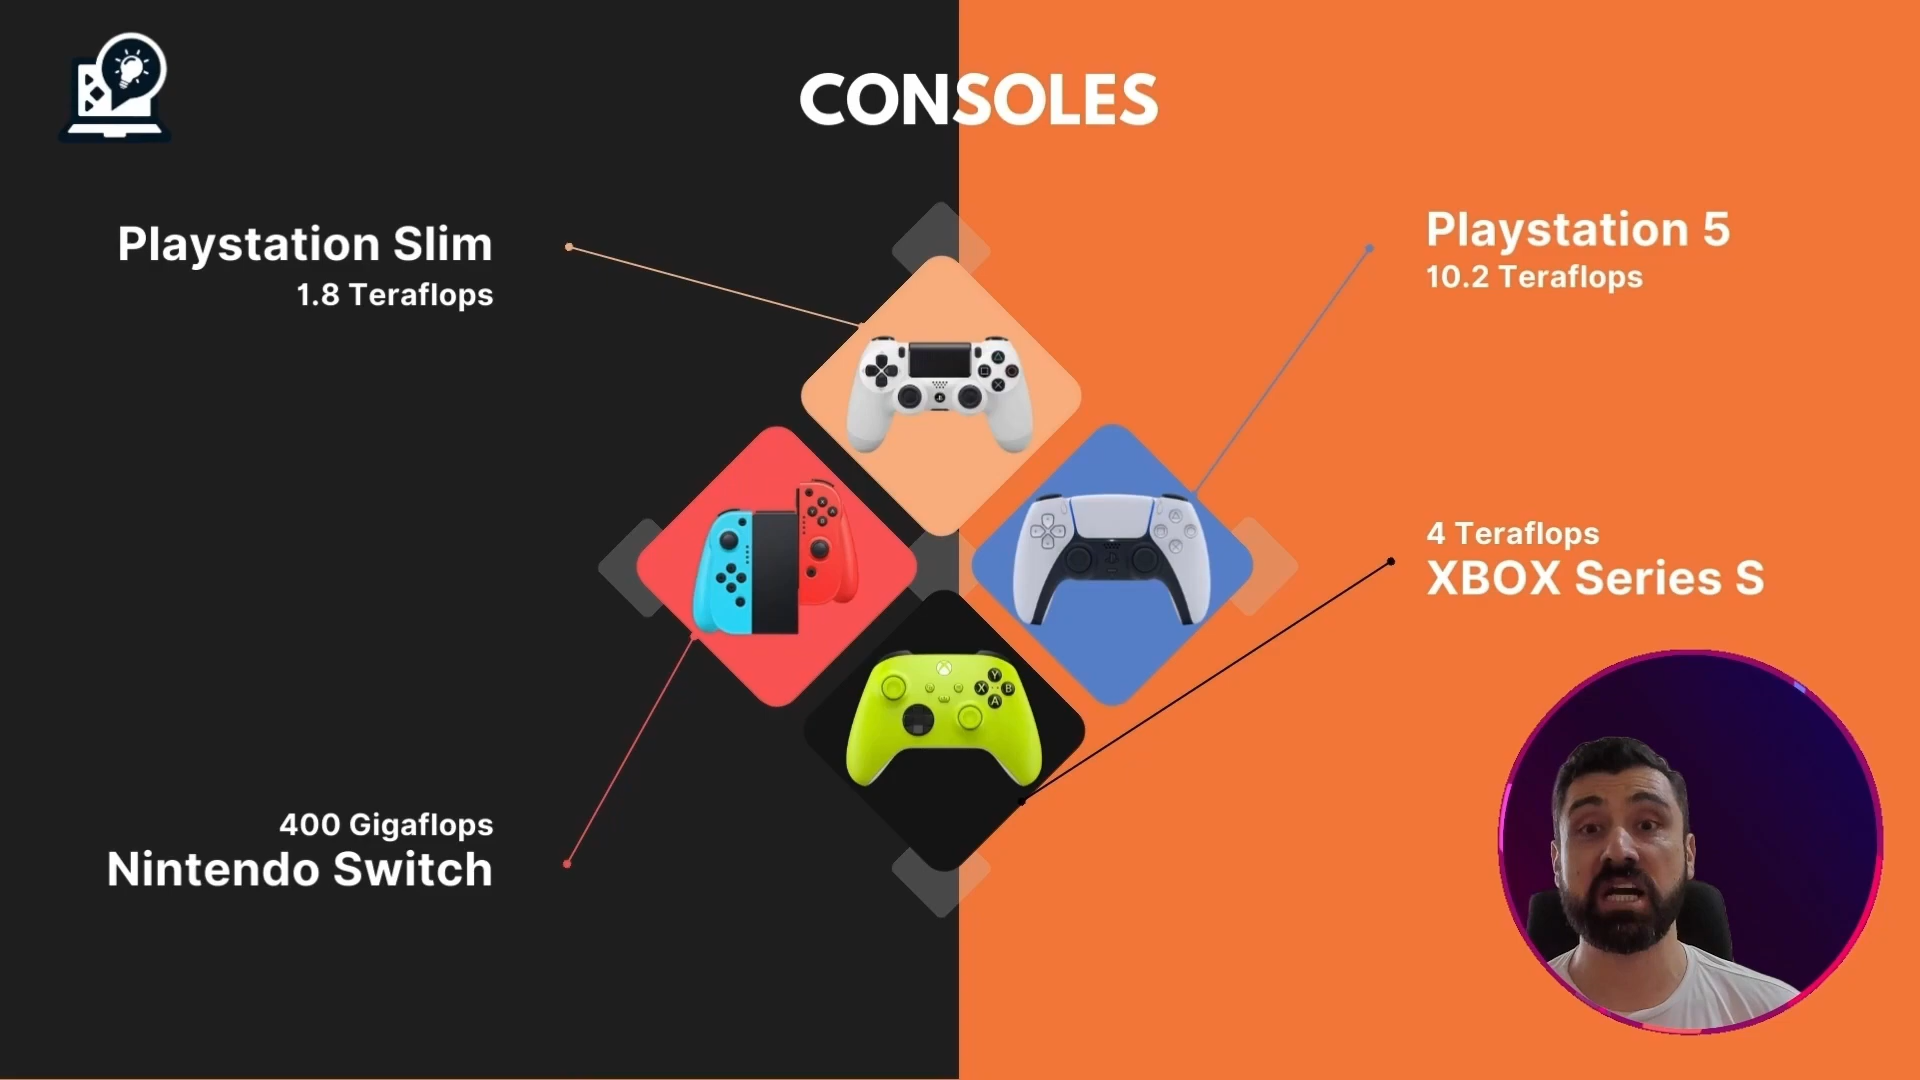 CONSOLES
Playstation Slim
1.8 Teraflops
Playstation 5
10.2 Teraflops
4 Teraflops
XBOX Series S
400 Gigaflops
Nintendo Switch
Y
X
B
A